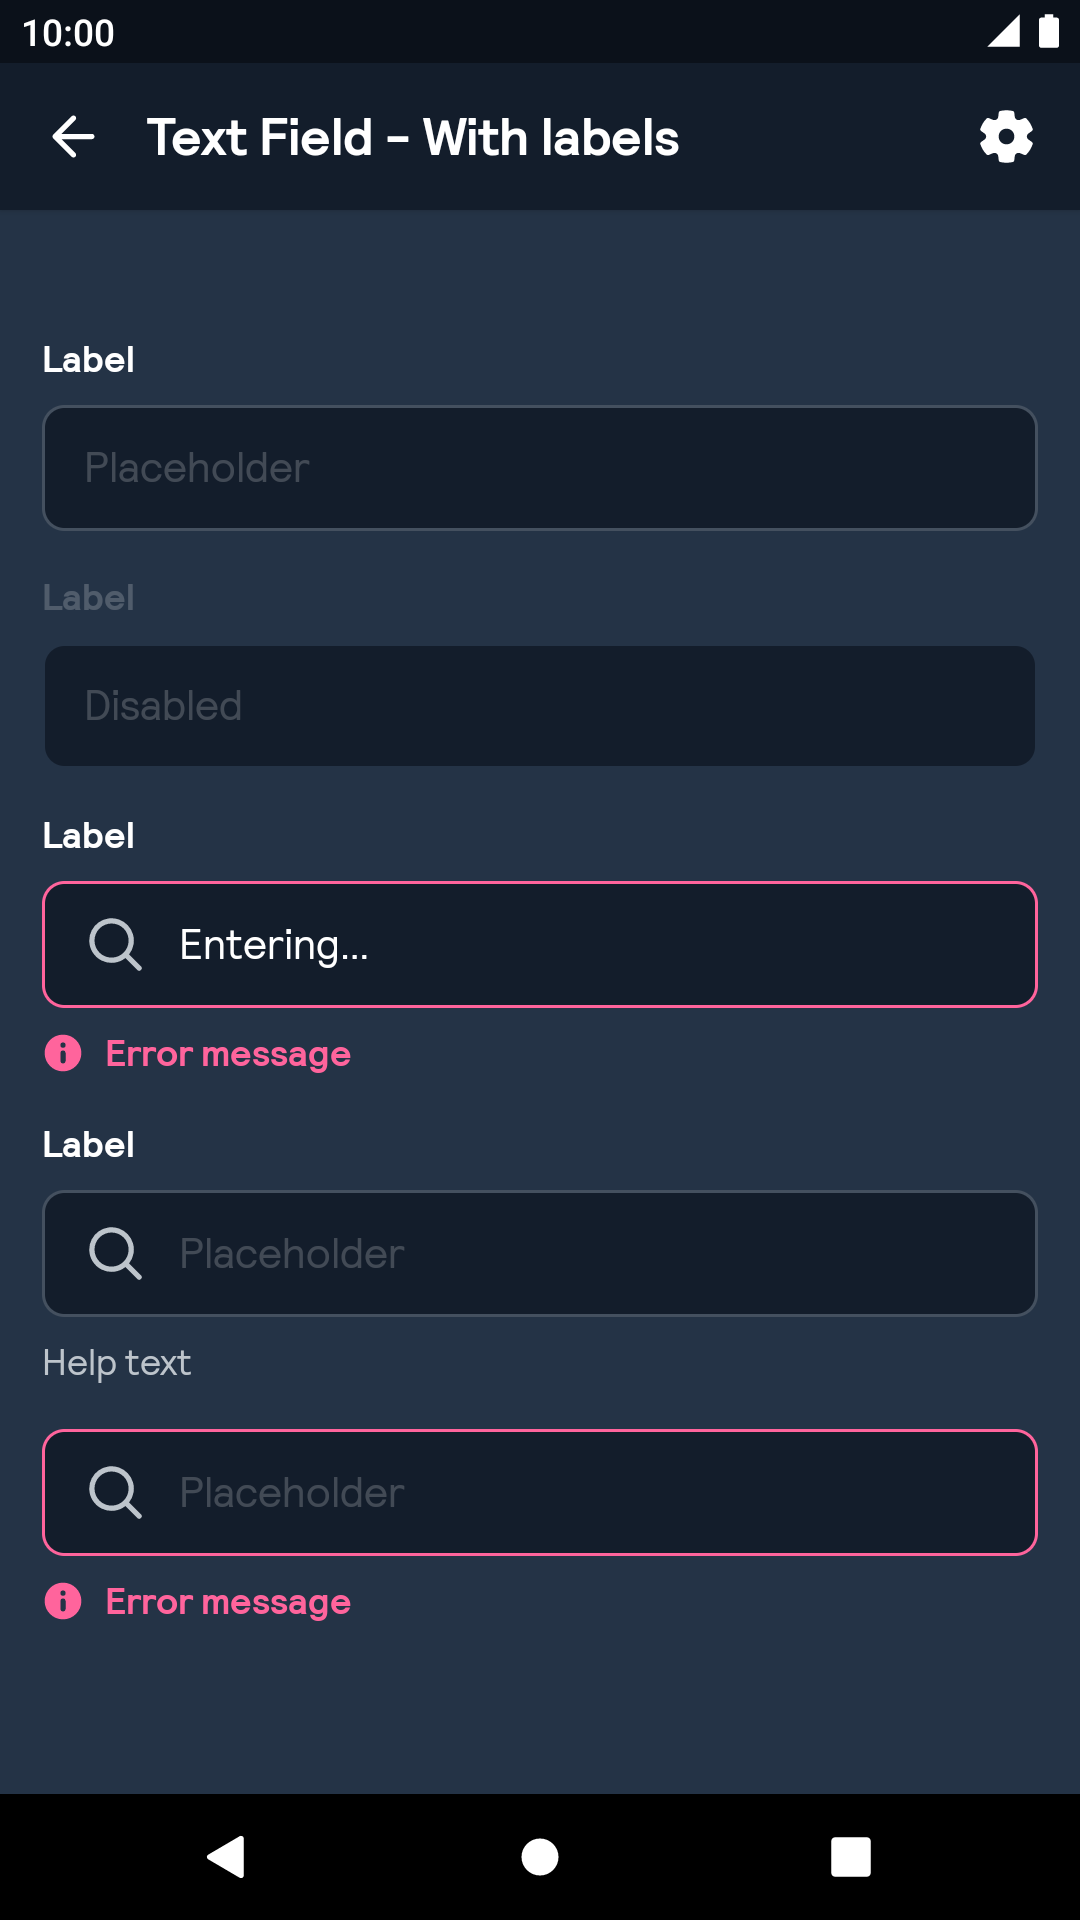 10:00
Text Field - With labels
Label
Placeholder
Label
Disabled
Label
Entering...
Error message
Label
Placeholder
Help text
Placeholder
Error message